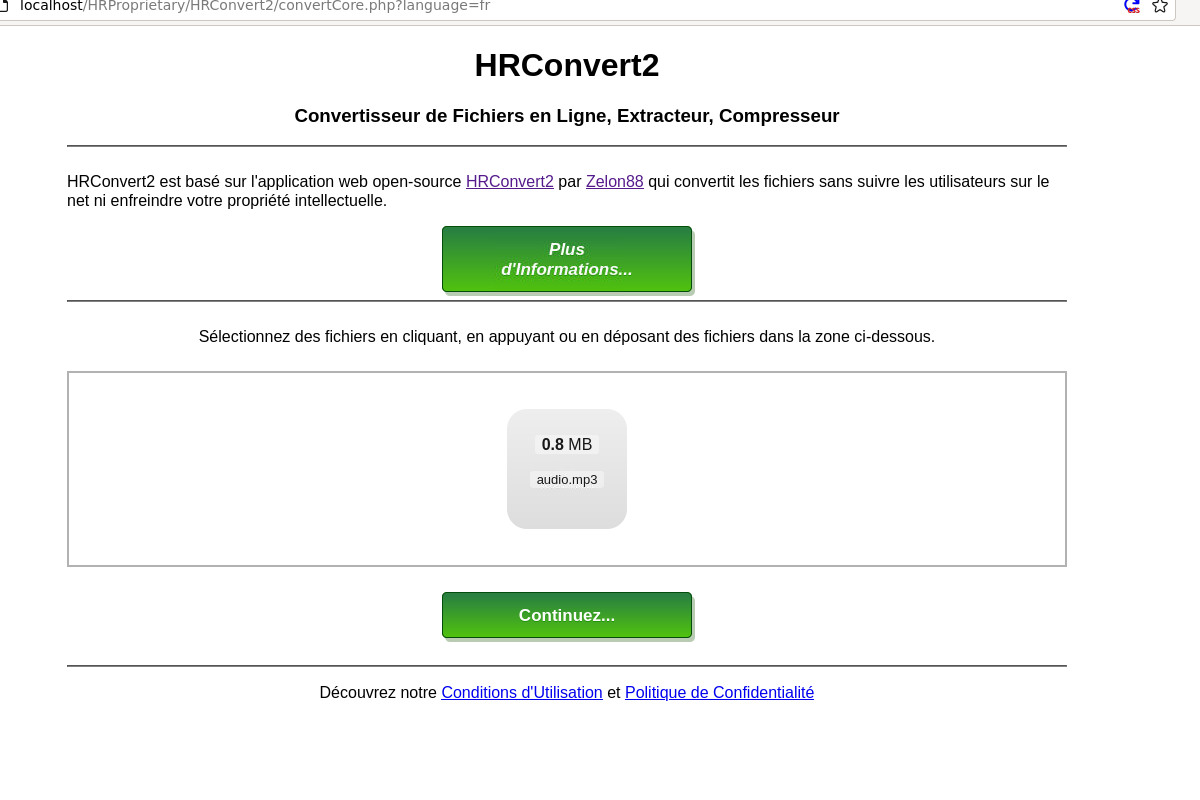 localhost/HRProprietary/HRConvert2/convertCore.php?language=fr
HRConvert2
Convertisseur de Fichiers en Ligne, Extracteur, Compresseur
HRConvert2 est basé sur l'application web open-source HRConvert2 par Zelon88 qui convertit les fichiers sans suivre les utilisateurs sur le
net ni enfreindre votre propriété intellectuelle.
Plus
d'Informations...
Sélectionnez des fichiers en cliquant, en appuyant ou en déposant des fichiers dans la zone ci-dessous.
0.8 MB
audio.mp3
Continuez...
Découvrez notre Conditions d'Utilisation et Politique de Confidentialité